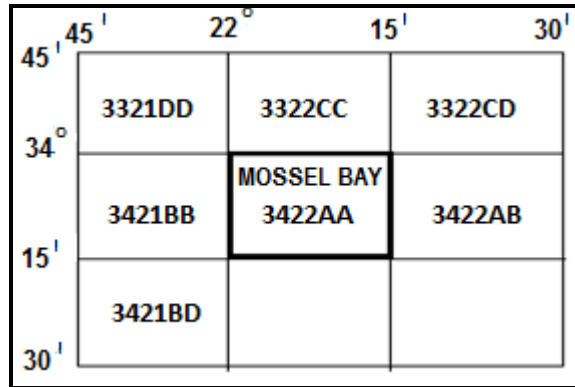 45' 22° 15' 30'
45'
3321DD 3322CC 3322CD
34°
MOSSEL BAY
3421BB 3422AA 3422AB
15'
3421BD
30'